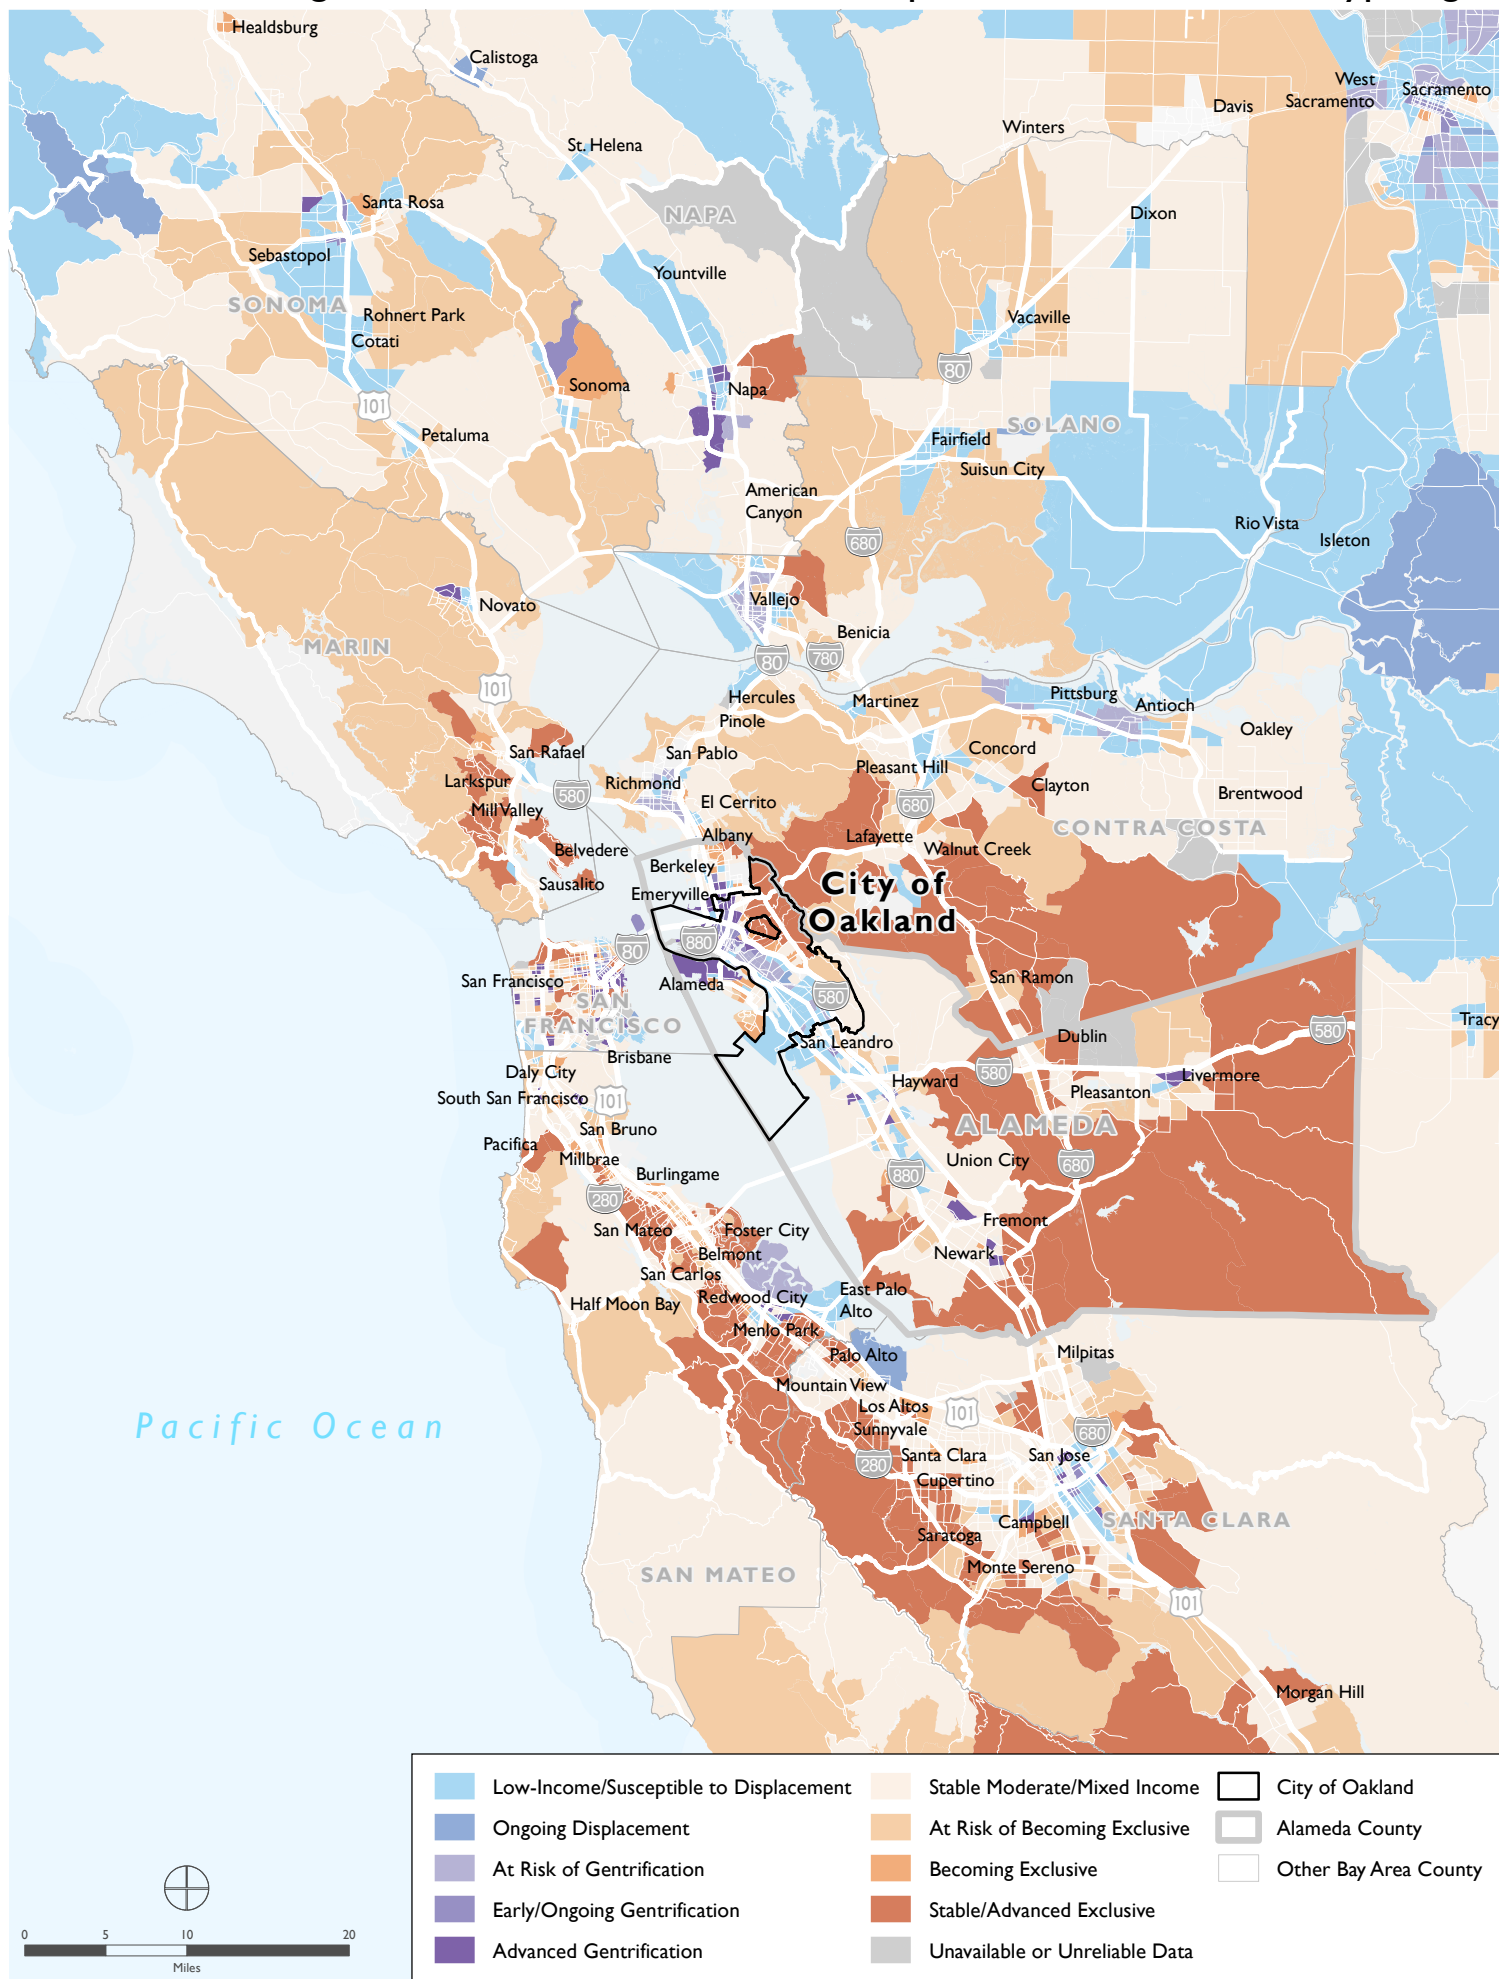 Healdsburg
Calistoga
West
Sacramento
Sacramento
Davis
Winters
St. Helena
Santa Rosa
NAPA
Dixon
Sebastopol
Yountville
SONOMA
Rohnert Park
Cotati
Vacaville
80
Sonoma
Napa
101
SOLANO
Petaluma
Fairfield
Suisun City
American
Canyon
Rio Vista
Isleton
680
Novato
Vallejo
Benicia
MARIN
80
780
101
Hercules
Martinez
Pittsburg
Antioch
Pinole
Oakley
San Rafael
San Pablo
Concord
Pleasant Hill
Larkspur
Richmond
Clayton
580
El Cerrito
680
Brentwood
Mill Valley
Albany
Lafayette
CONTRA COSTA
Belvedere
Walnut Creek
Berkeley
Sausalito
City of
Oakland
Emeryville
880
80
San Francisco
Alameda
San Ramon
580
SAN
FRANCISCO
Tracy
580
Brisbane
San Leandro
Dublin
Daly City
Hayward
580
Livermore
South San Francisco
101
Pleasanton
San Bruno
ALAMEDA
Pacifica
Millbrae
Union City
680
Burlingame
880
280
San Mateo
Foster City
Fremont
Belmont
Newark
San Carlos
Redwood City
East Palo
Alto
Half Moon Bay
Menlo Park
Palo Alto
Milpitas
Mountain View
Los Altos
101
Pacific Ocean
Sunnyvale
680
Santa Clara
San Jose
280
Cupertino
Campbell
SANTA CLARA
Saratoga
SAN MATEO
Monte Sereno
101
Morgan Hill
Low-Income/Susceptible to Displacement
Ongoing Displacement
At Risk of Gentrification
Early/Ongoing Gentrification
Advanced Gentrification
Stable Moderate/Mixed Income
At Risk of Becoming Exclusive
Becoming Exclusive
Stable/Advanced Exclusive
Unavailable or Unreliable Data
City of Oakland
Alameda County
Other Bay Area County
0 5 10 20
Miles